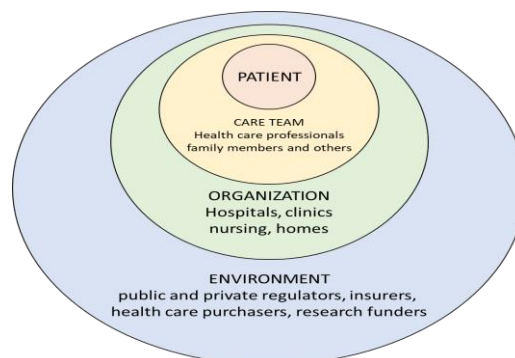 PATIENT
CARE TEAM
Health care professionals
family members and others
ORGANIZATION
Hospitals, clinics
nursing, homes
ENVIRONMENT
public and private regulators, insurers,
health care purchasers, research funders